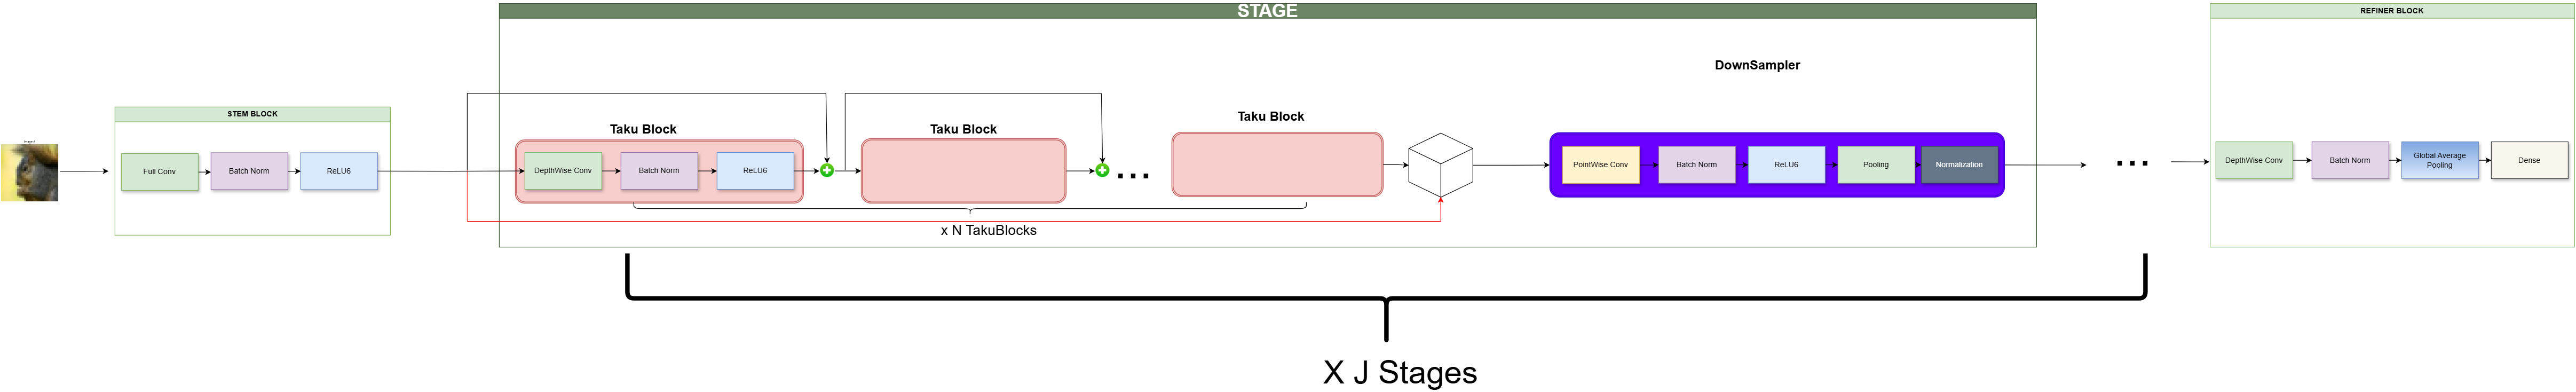 STAGE
REFINER BLOCK
DownSampler
STEM BLOCK
Taku Block
Taku Block
Taku Block
Full Conv
Batch Norm
ReLU6
DepthWise Conv
Batch Norm
ReLU6
...
PointWise Conv
Batch Norm
ReLU6
Pooling
Normalization
...
DepthWise Conv
Batch Norm
Global Average
Pooling
Dense
x N TakuBlocks
X J Stages